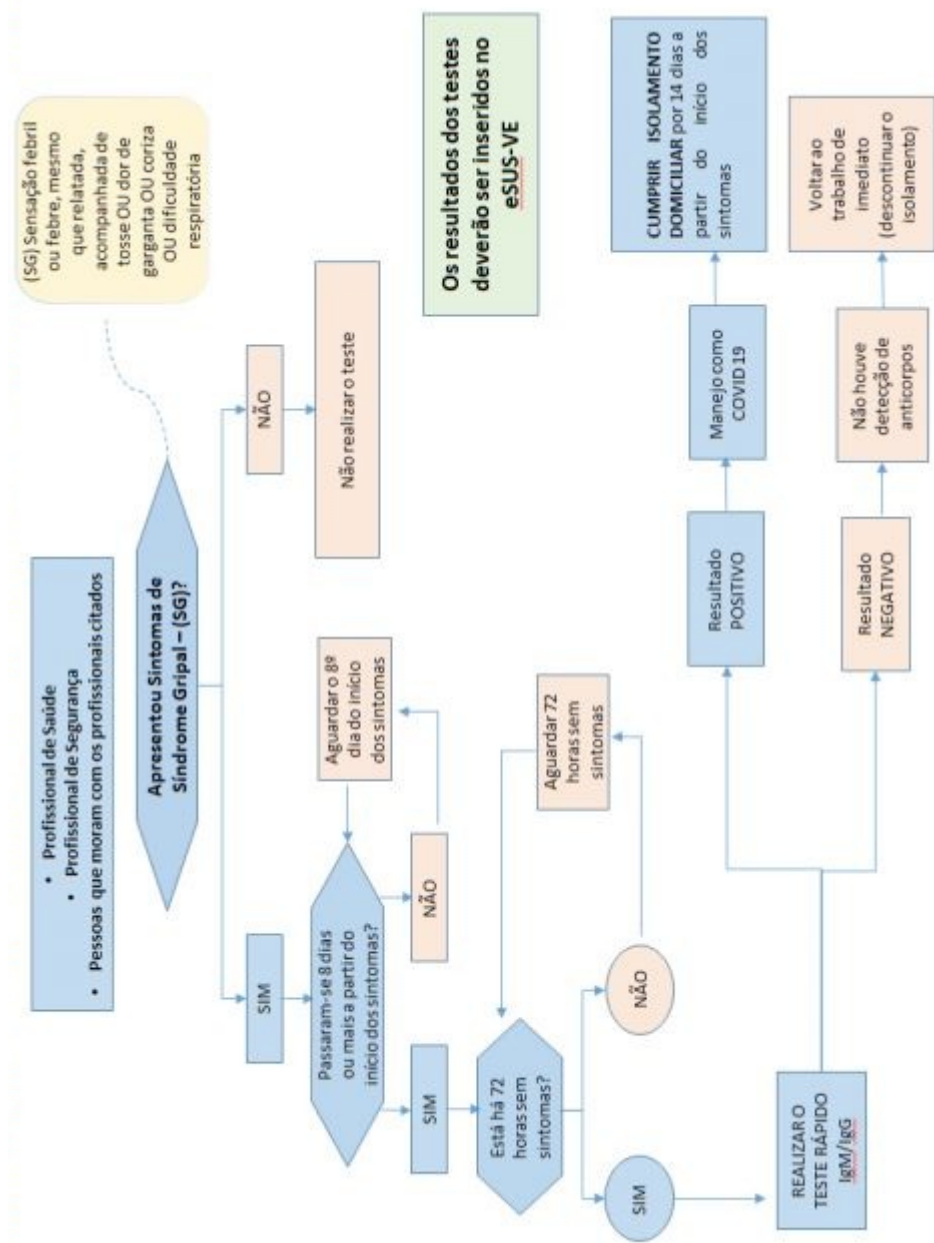 • Profissional de Saúde
• Profissional de Segurança
• Pessoas que moram com os profissionais citados
Apresentou Sintomas de
Síndrome Gripal – (SG)?
(SG) Sensação febril
ou febre, mesmo
que relatada,
acompanhada de
tosse OU dor de
garganta OU coriza
OU dificuldade
respiratória
SIM
NÃO
Não realizar o teste
Passaram-se 8 dias
ou mais a partir do
início dos sintomas?
Aguardar o 8º
dia do início
dos sintomas
SIM
NÃO
Está há 72
horas sem
sintomas?
Aguardar 72
horas sem
sintomas
SIM
NÃO
Os resultados dos testes
deverão ser inseridos no
eSUS-VE
REALIZAR O
TESTE RÁPIDO
IgM/IgG
Resultado
POSITIVO
Manejo como
COVID 19
CUMPRIR ISOLAMENTO
DOMICILIAR por 14 dias a
partir do início dos
sintomas
Resultado
NEGATIVO
Não houve
detecção de
anticorpos
Voltar ao
trabalho de
imediato
(descontinuar o
isolamento)